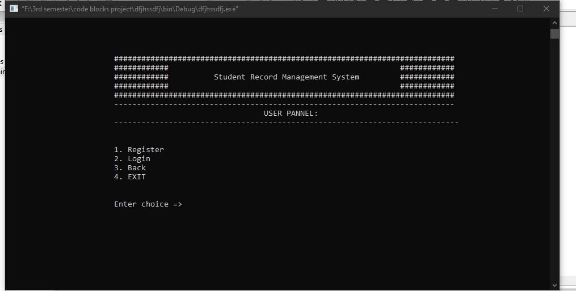 "F:\3rd semester\code blocks project\dfjhssdfj\bin\Debug\dfjhssdfj.exe"
###########################################################################
############ ############
############ Student Record Management System ############
############ ############
###########################################################################
---------------------------------------------------------------------------
USER PANNEL:
----------------------------------------------------------------------------
1. Register
2. Login
3. Back
4. EXIT
Enter choice =>